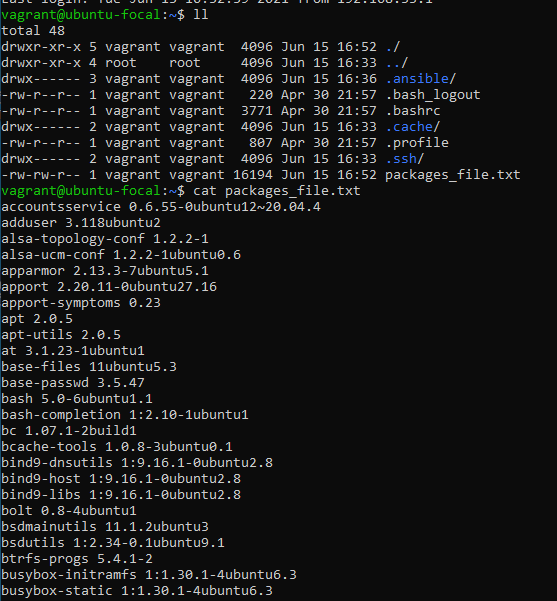 vagrant@ubuntu-focal:~$ ll
total 48
drwxr-xr-x 5 vagrant vagrant  4096 Jun 15 16:52 ./
drwxr-xr-x 4 root    root     4096 Jun 15 16:33 ../
drwx------ 3 vagrant vagrant  4096 Jun 15 16:36 .ansible/
-rw-r--r-- 1 vagrant vagrant   220 Apr 30 21:57 .bash_logout
-rw-r--r-- 1 vagrant vagrant  3771 Apr 30 21:57 .bashrc
drwx------ 2 vagrant vagrant  4096 Jun 15 16:33 .cache/
-rw-r--r-- 1 vagrant vagrant   807 Apr 30 21:57 .profile
drwx------ 2 vagrant vagrant  4096 Jun 15 16:33 .ssh/
-rw-rw-r-- 1 vagrant vagrant 16194 Jun 15 16:52 packages_file.txt
vagrant@ubuntu-focal:~$ cat packages_file.txt
accountsservice 0.6.55-0ubuntu12~20.04.4
adduser 3.118ubuntu2
alsa-topology-conf 1.2.2-1
alsa-ucm-conf 1.2.2-1ubuntu0.6
apparmor 2.13.3-7ubuntu5.1
apport 2.20.11-0ubuntu27.16
apport-symptoms 0.23
apt 2.0.5
apt-utils 2.0.5
at 3.1.23-1ubuntu1
base-files 11ubuntu5.3
base-passwd 3.5.47
bash 5.0-6ubuntu1.1
bash-completion 1:2.10-1ubuntu1
bc 1.07.1-2build1
bcache-tools 1.0.8-3ubuntu0.1
bind9-dnsutils 1:9.16.1-0ubuntu2.8
bind9-host 1:9.16.1-0ubuntu2.8
bind9-libs 1:9.16.1-0ubuntu2.8
bolt 0.8-4ubuntu1
bsdmainutils 11.1.2ubuntu3
bsdutils 1:2.34-0.1ubuntu9.1
btrfs-progs 5.4.1-2
busybox-initramfs 1:1.30.1-4ubuntu6.3
busybox-static 1:1.30.1-4ubuntu6.3